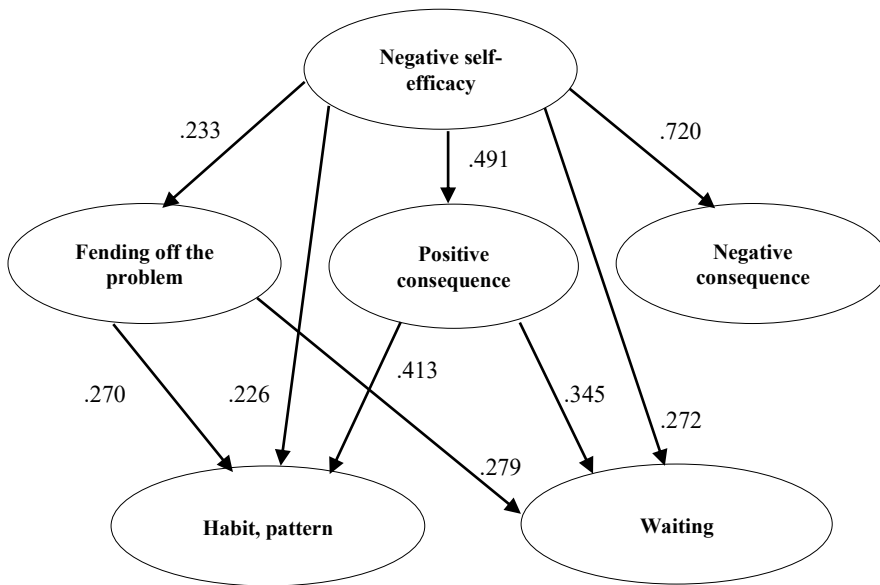 Negative self-
efficacy
.233
.491
.720
Fending off the
problem
Positive
consequence
Negative
consequence
.270
.226
.413
.345
.272
.279
Habit, pattern
Waiting